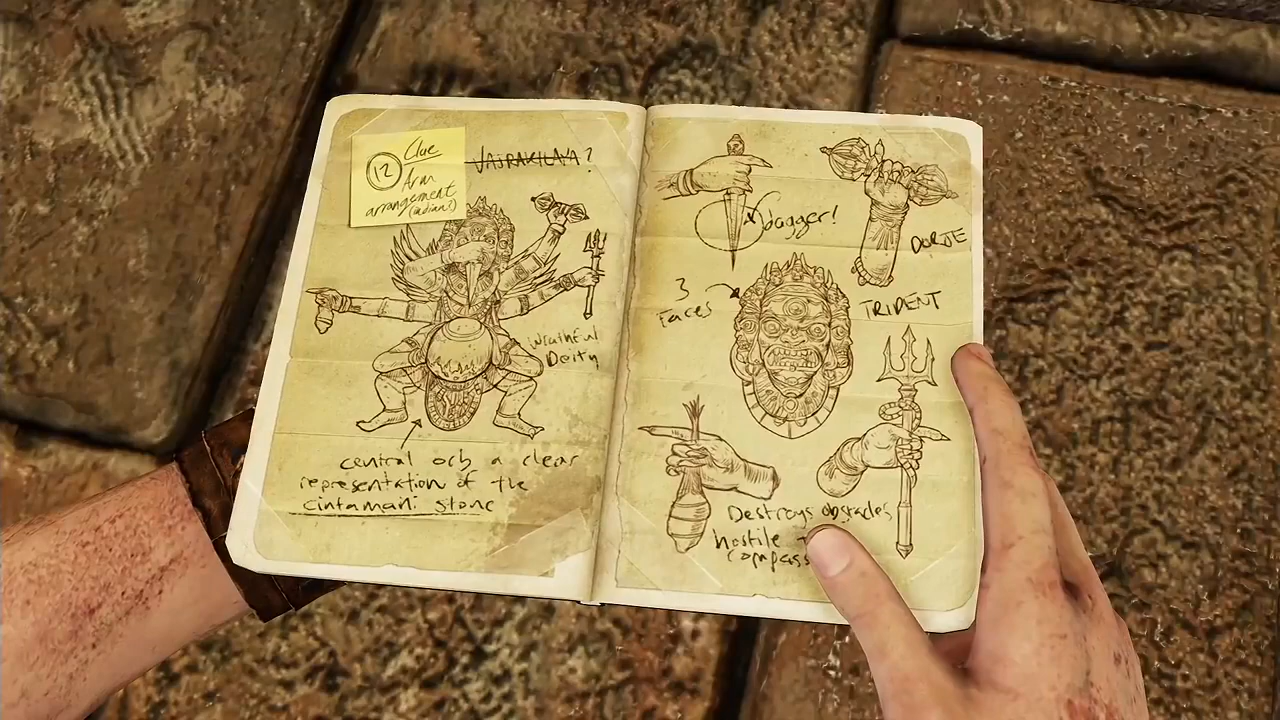 12
Clue
Arm
arrangement
(indian?)
VAJRAKILAYA?
Wrathful
Deity
central orb a clear
representation of the
cintamani stone
dagger!
DORJE
3
Faces
TRIDENT
Destroys obstacles
hostile
compass